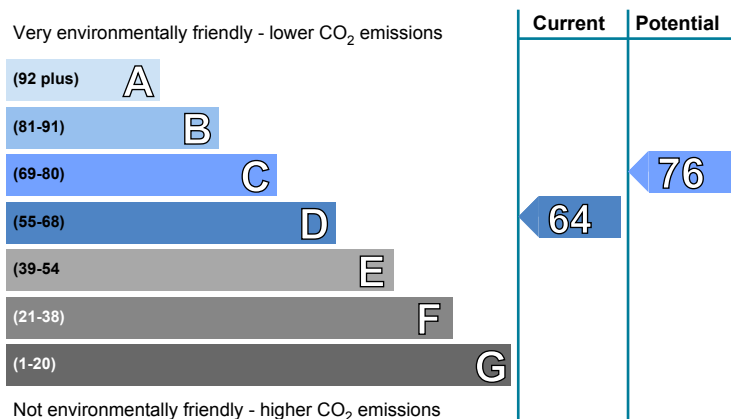 Very environmentally friendly - lower CO2 emissions
Current Potential
(92 plus) A
(81-91) B
(69-80) C
76
(55-68) D
64
(39-54 E
(21-38) F
(1-20) G
Not environmentally friendly - higher CO2 emissions